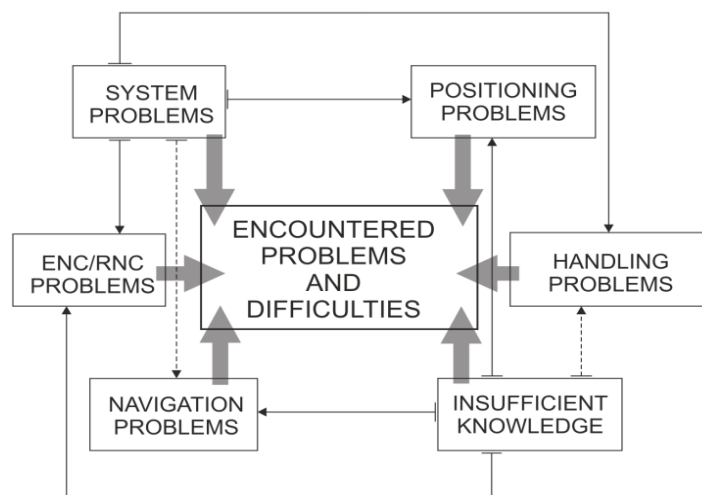 SYSTEM
PROBLEMS
POSITIONING
PROBLEMS
ENCOUNTERED
PROBLEMS
AND
DIFFICULTIES
ENC/RNC
PROBLEMS
HANDLING
PROBLEMS
NAVIGATION
PROBLEMS
INSUFFICIENT
KNOWLEDGE